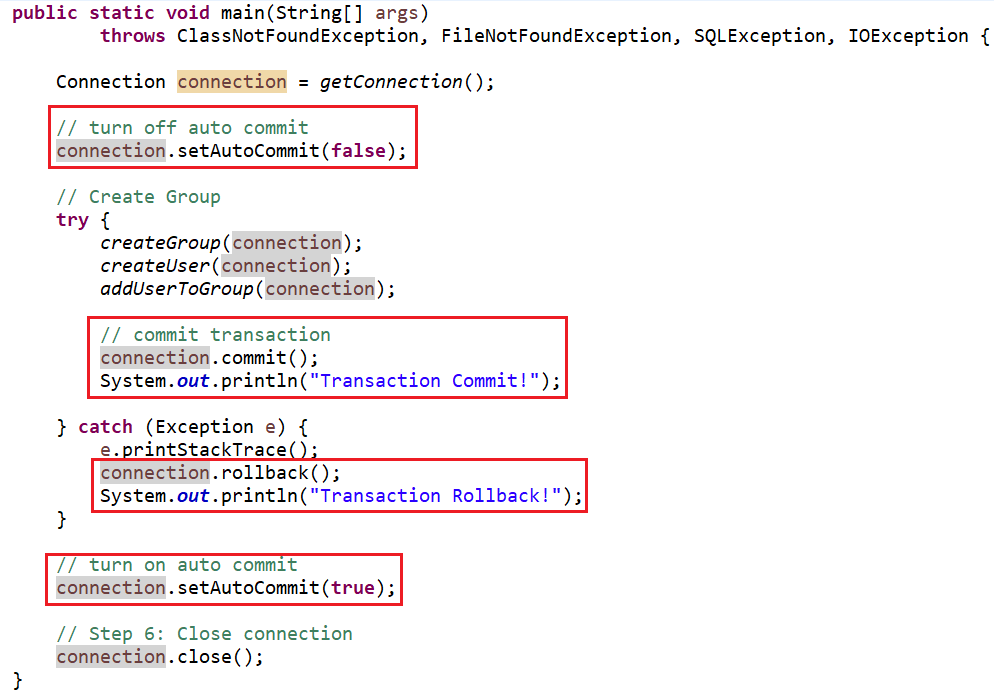 public static void main(String[] args)
        throws ClassNotFoundException, FileNotFoundException, SQLException, IOException {
    Connection connection = getConnection();
    // turn off auto commit
    connection.setAutoCommit(false);
    // Create Group
    try {
        createGroup(connection);
        createUser(connection);
        addUserToGroup(connection);
        // commit transaction
        connection.commit();
        System.out.println("Transaction Commit!");
    } catch (Exception e) {
        e.printStackTrace();
        connection.rollback();
        System.out.println("Transaction Rollback!");
    }
    // turn on auto commit
    connection.setAutoCommit(true);
    // Step 6: Close connection
    connection.close();
}